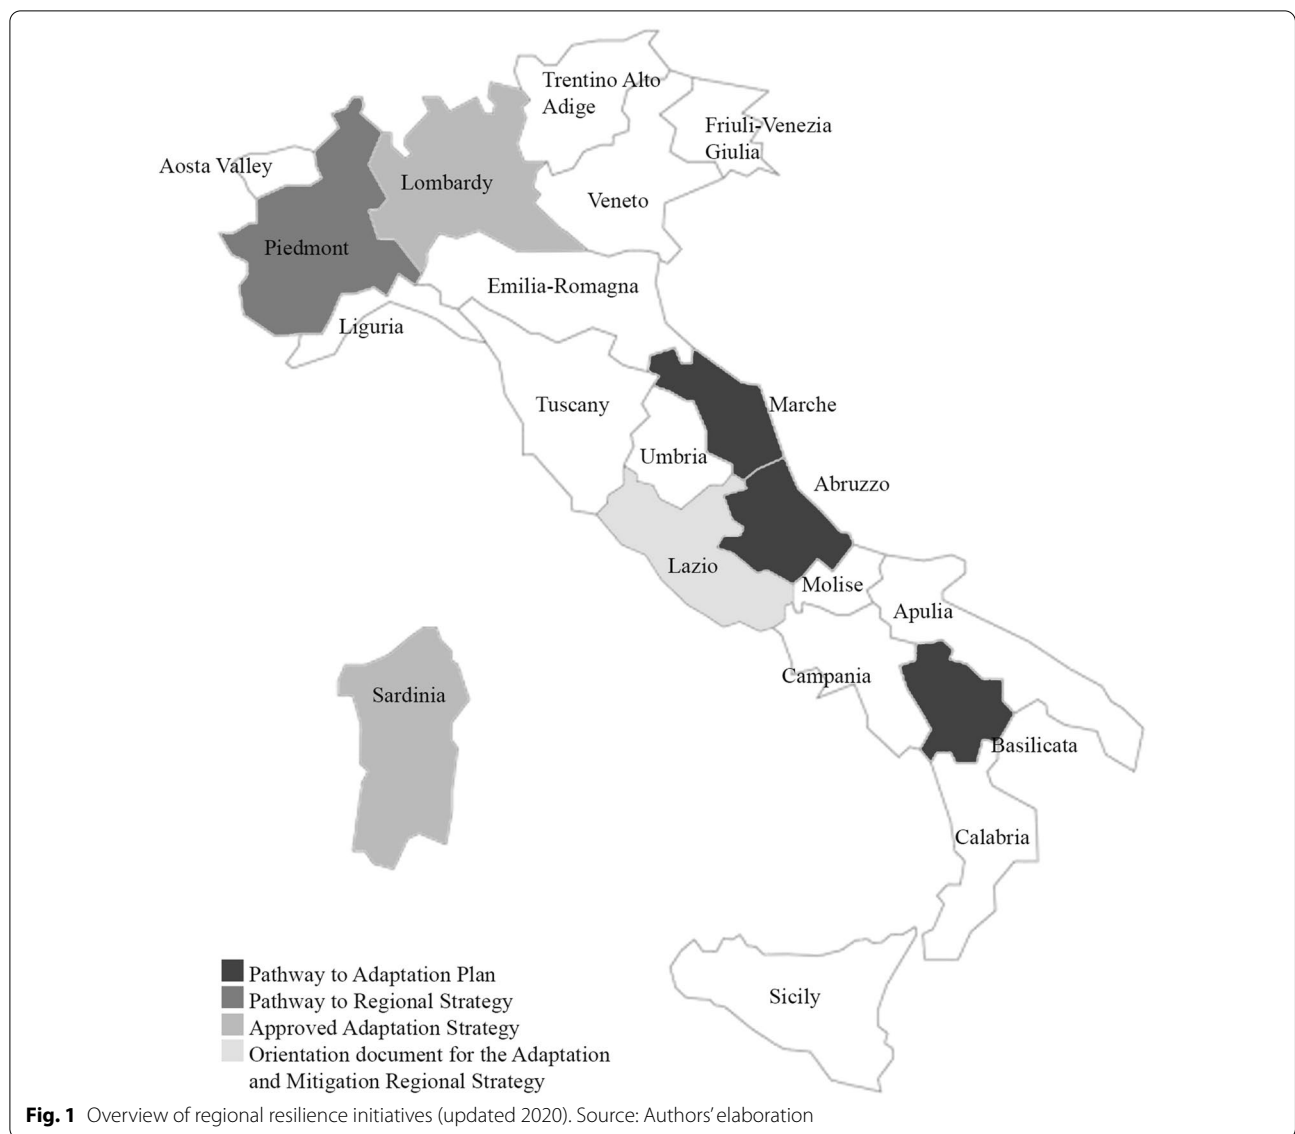 Trentino Alto
Adige
Friuli-Venezia
Giulia
Aosta Valley
Lombardy
Veneto
Piedmont
Emilia-Romagna
Liguria
Tuscany
Marche
Umbria
Abruzzo
Lazio
Molise
Apulia
Campania
Sardinia
Basilicata
Calabria
Sicily
Pathway to Adaptation Plan
Pathway to Regional Strategy
Approved Adaptation Strategy
Orientation document for the Adaptation
and Mitigation Regional Strategy
Fig. 1 Overview of regional resilience initiatives (updated 2020). Source: Authors’ elaboration